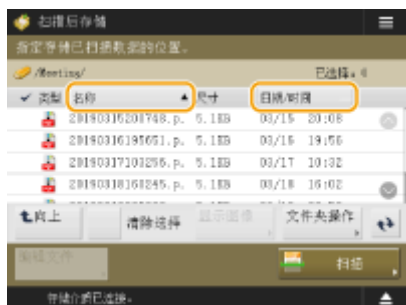 扫描后存储
指定存储已扫描数据的位置。
/Meeting/ 已选择: 0
✓ 类型 名称 ▲ 尺寸 日期/时间
20190315200748.p. 5.1KB 03/15 20:08
20190316195651.p. 5.1KB 03/16 19:56
20190317103256.p. 5.1KB 03/17 10:32
20190318160245.p. 5.1KB 03/18 16:02
向上 清除选择 显示图像 文件夹操作
编辑文件 扫描
存储介质已连接。